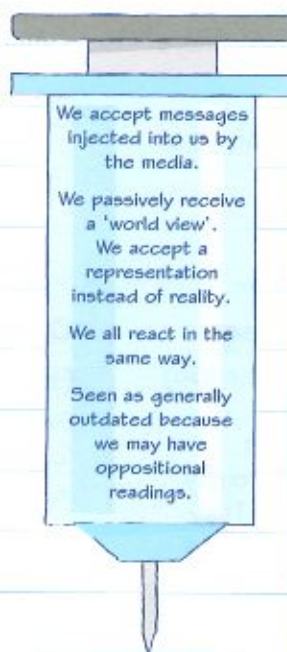 We accept messages
injected into us by
the media.
We passively receive
a 'world view'.
We accept a
representation
instead of reality.
We all react in the
same way.
Seen as generally
outdated because
we may have
oppositional
readings.